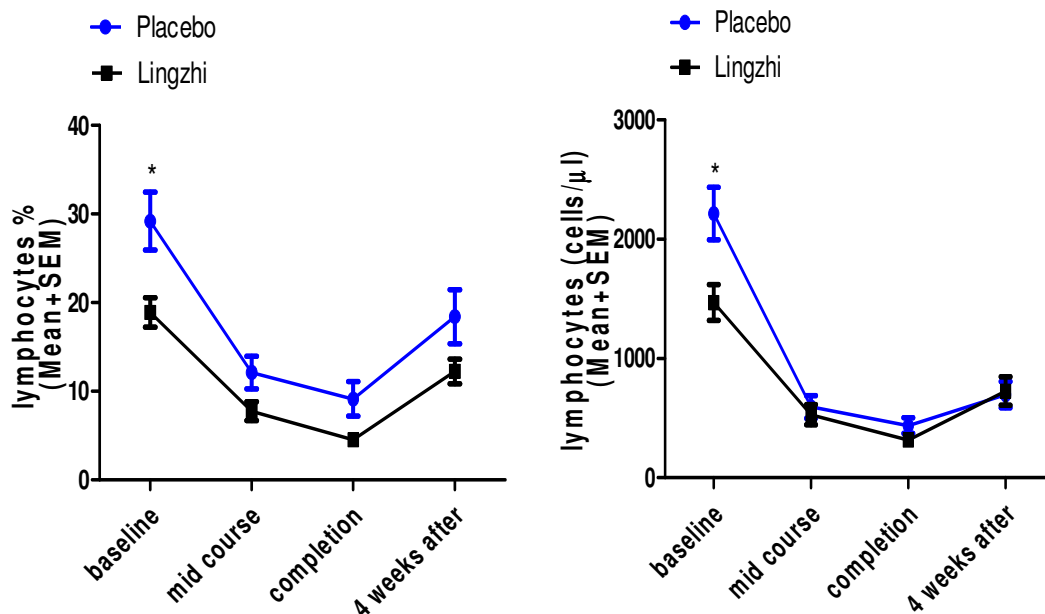 Placebo
Lingzhi
lymphocytes %
(Mean+SEM)
40
30
20
10
0
*
baseline
mid course
completion
4 weeks after
Placebo
Lingzhi
lymphocytes (cells/μl)
(Mean+SEM)
3000
2000
1000
0
*
baseline
mid course
completion
4 weeks after